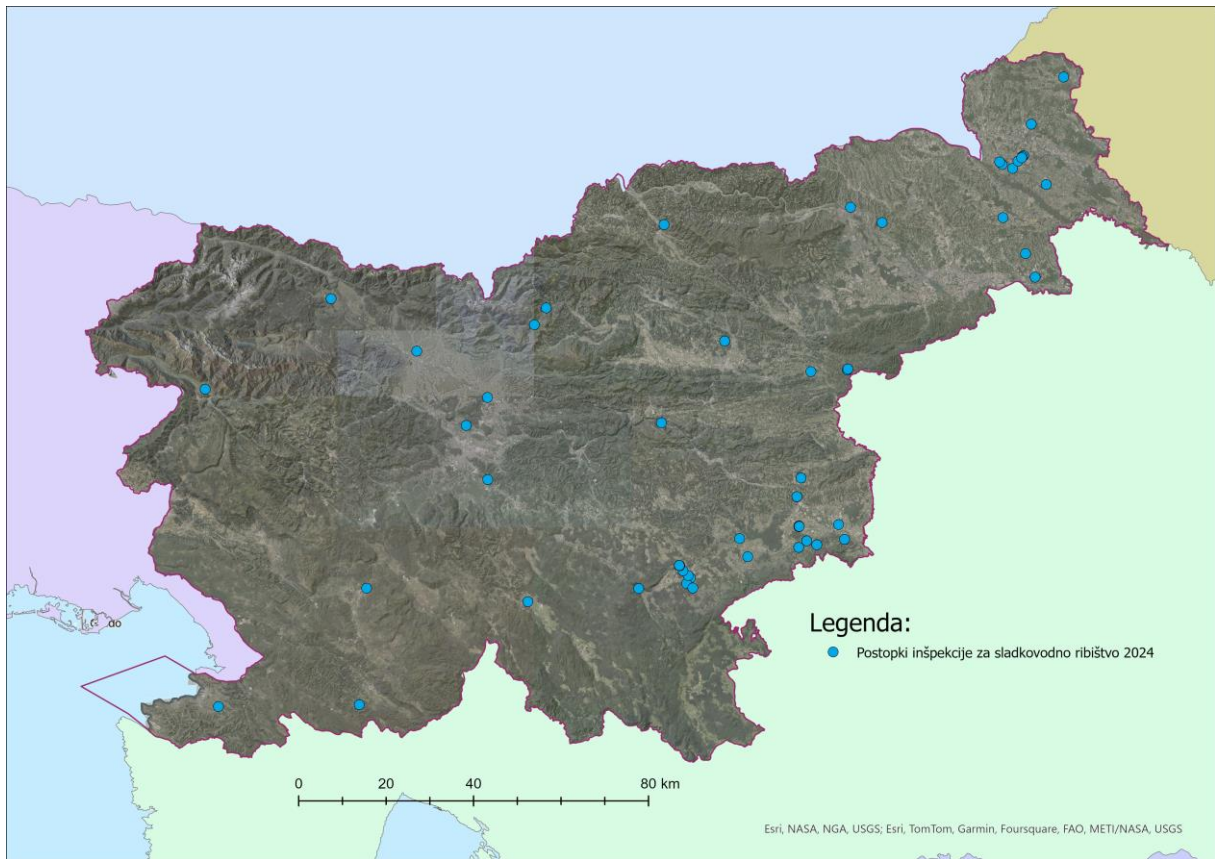 Legenda:
Postopki inšpekcije za sladkovodno ribištvo 2024
0 20 40 80 km
Esri, NASA, NGA, USGS; Esri, TomTom, Garmin, Foursquare, FAO, METI/NASA, USGS